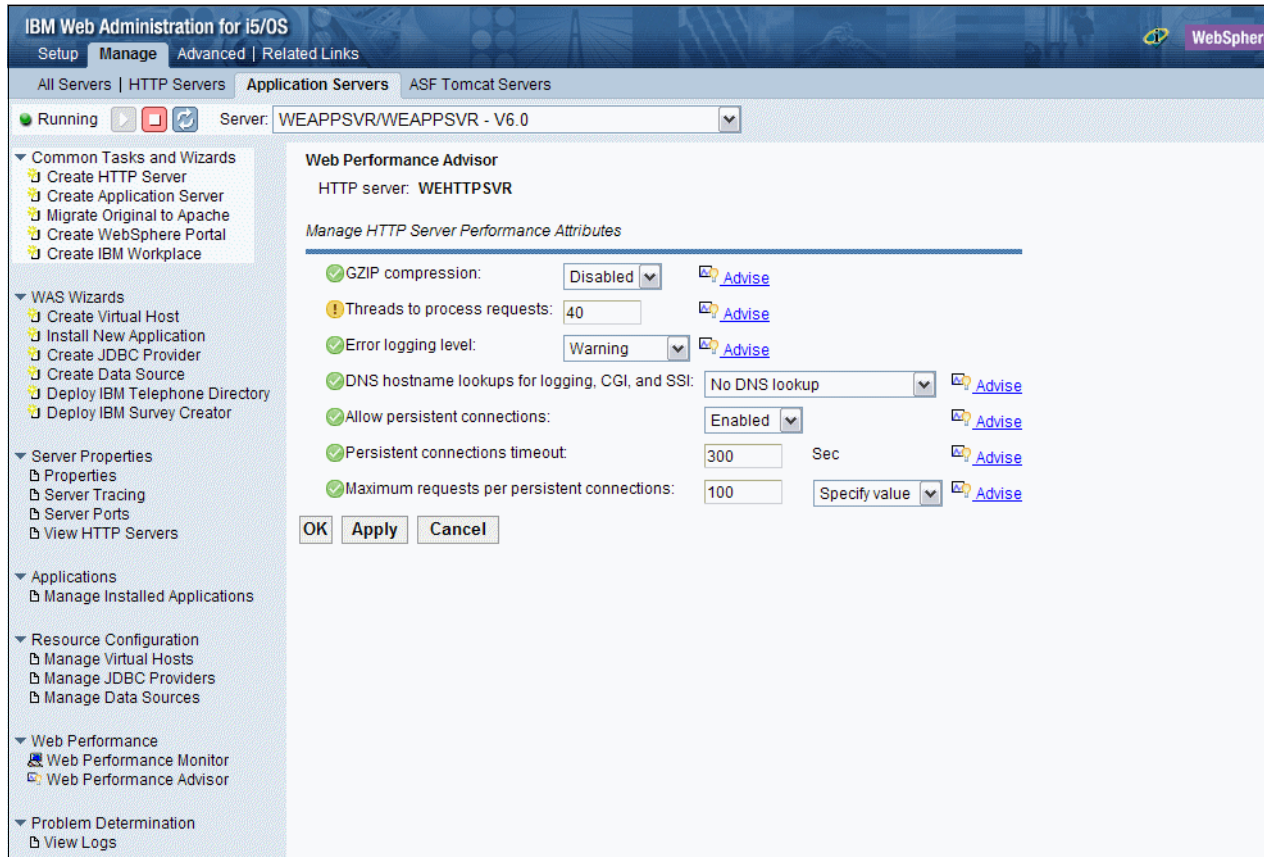 IBM Web Administration for i5/OS
Setup Manage Advanced | Related Links
WebSpher
All Servers | HTTP Servers Application Servers ASF Tomcat Servers
Running Server: WEAPPSVR/WEAPPSVR - V6.0
Common Tasks and Wizards
Create HTTP Server
Create Application Server
Migrate Original to Apache
Create WebSphere Portal
Create IBM Workplace
WAS Wizards
Create Virtual Host
Install New Application
Create JDBC Provider
Create Data Source
Deploy IBM Telephone Directory
Deploy IBM Survey Creator
Server Properties
Properties
Server Tracing
Server Ports
View HTTP Servers
Applications
Manage Installed Applications
Resource Configuration
Manage Virtual Hosts
Manage JDBC Providers
Manage Data Sources
Web Performance
Web Performance Monitor
Web Performance Advisor
Problem Determination
View Logs
Web Performance Advisor
HTTP server: WEHTTPSVR
Manage HTTP Server Performance Attributes
GZIP compression: Disabled Advise
Threads to process requests: 40 Advise
Error logging level: Warning Advise
DNS hostname lookups for logging, CGI, and SSI: No DNS lookup Advise
Allow persistent connections: Enabled Advise
Persistent connections timeout: 300 Sec Advise
Maximum requests per persistent connections: 100 Specify value Advise
OK Apply Cancel